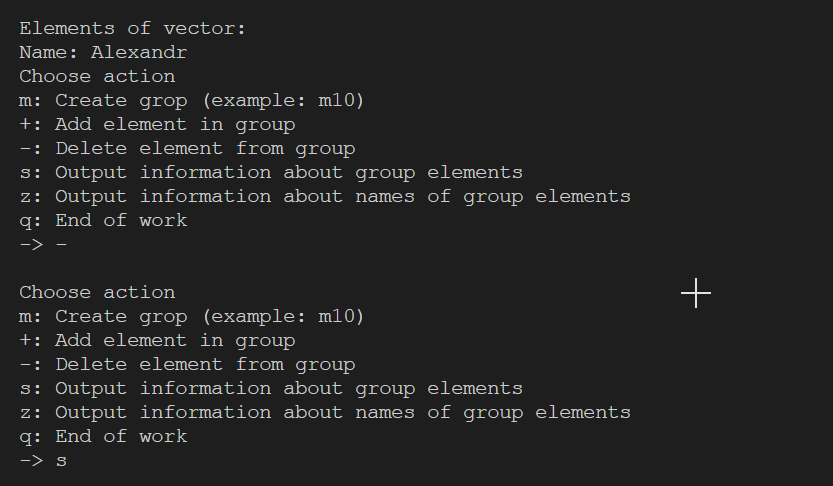 Elements of vector:
Name: Alexandr
Choose action
m: Create grop (example: m10)
+: Add element in group
-: Delete element from group
s: Output information about group elements
z: Output information about names of group elements
q: End of work
-> -
Choose action
m: Create grop (example: m10)
+: Add element in group
-: Delete element from group
s: Output information about group elements
z: Output information about names of group elements
q: End of work
-> s